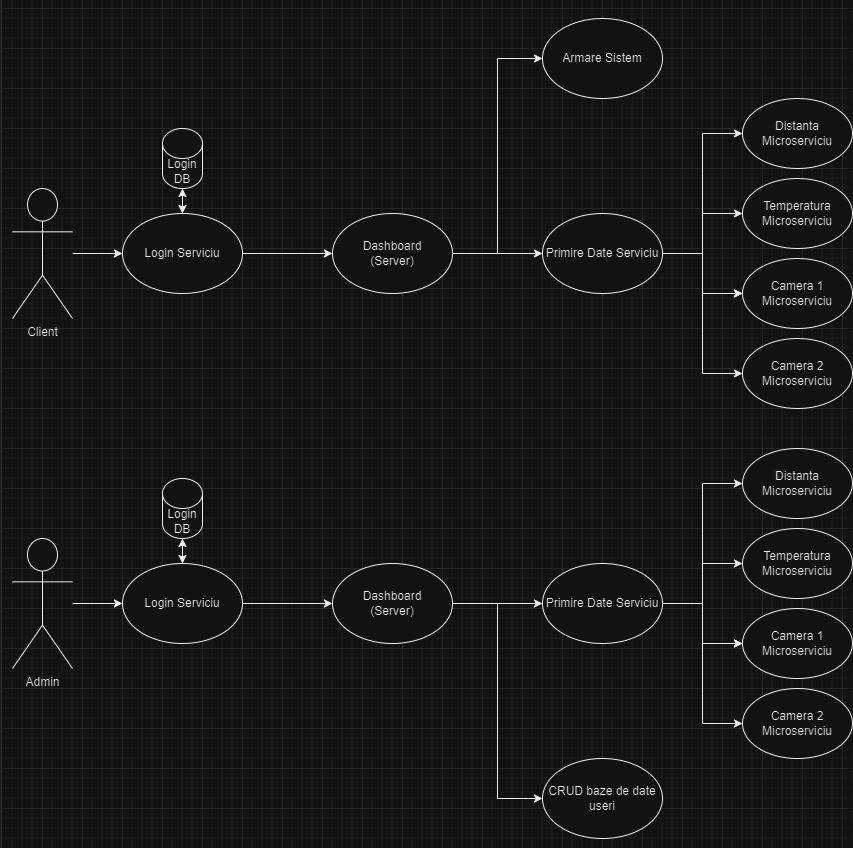 Armare Sistem
Distanta
Microserviciu
Login
DB
Temperatura
Microserviciu
Login Serviciu
Dashboard
(Server)
Primire Date Serviciu
Camera 1
Microserviciu
Client
Camera 2
Microserviciu
Distanta
Microserviciu
Login
DB
Temperatura
Microserviciu
Login Serviciu
Dashboard
(Server)
Primire Date Serviciu
Camera 1
Microserviciu
Admin
Camera 2
Microserviciu
CRUD baze de date
useri